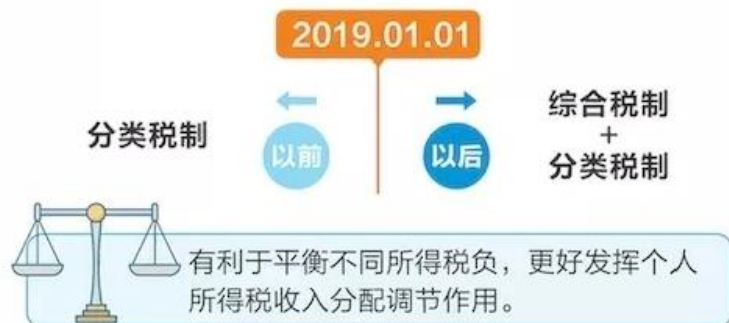 2019.01.01
分类税制
以前
以后
综合税制
+
分类税制
有利于平衡不同所得税负，更好发挥个人
所得税收入分配调节作用。